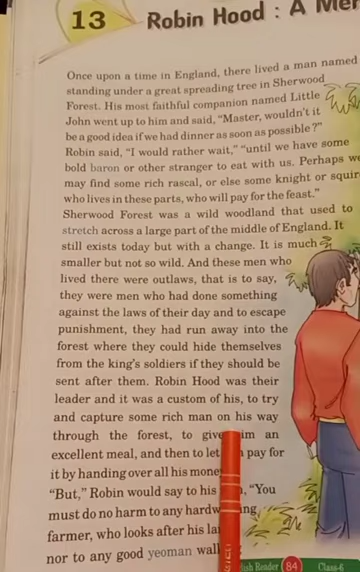 13
Robin Hood : A
Once upon a time in England, there lived a man named
standing under a great spreading tree in Sherwood
Forest. His most faithful companion named Little
John went up to him and said, "Master, wouldn't it
be a good idea if we had dinner as soon as possible?"
Robin said, "I would rather wait," "until we have some
bold baron or other stranger to eat with us. Perhaps
may find some rich rascal, or else some knight or
who lives in these parts, who will pay for the feast."
Sherwood Forest was a wild woodland that used to
stretch across a large part of the middle of England. It
still exists today but with a change. It is much
smaller but not so wild. And these men who
lived there were outlaws, that is to say,
they were men who had done something
against the laws of their day and to escape
punishment, they had run away into the
forest where they could hide themselves
from the king's soldiers if they should be
sent after them. Robin Hood was their
leader and it was a custom of his, to try
and capture some rich man on his way
through the forest, to an
excellent meal, and then to let pay for
it by handing over all his
"But," Robin would say to his "You
must do no harm to any
farmer, who looks after his
nor to any good yeoman
Reader 84 Class-6